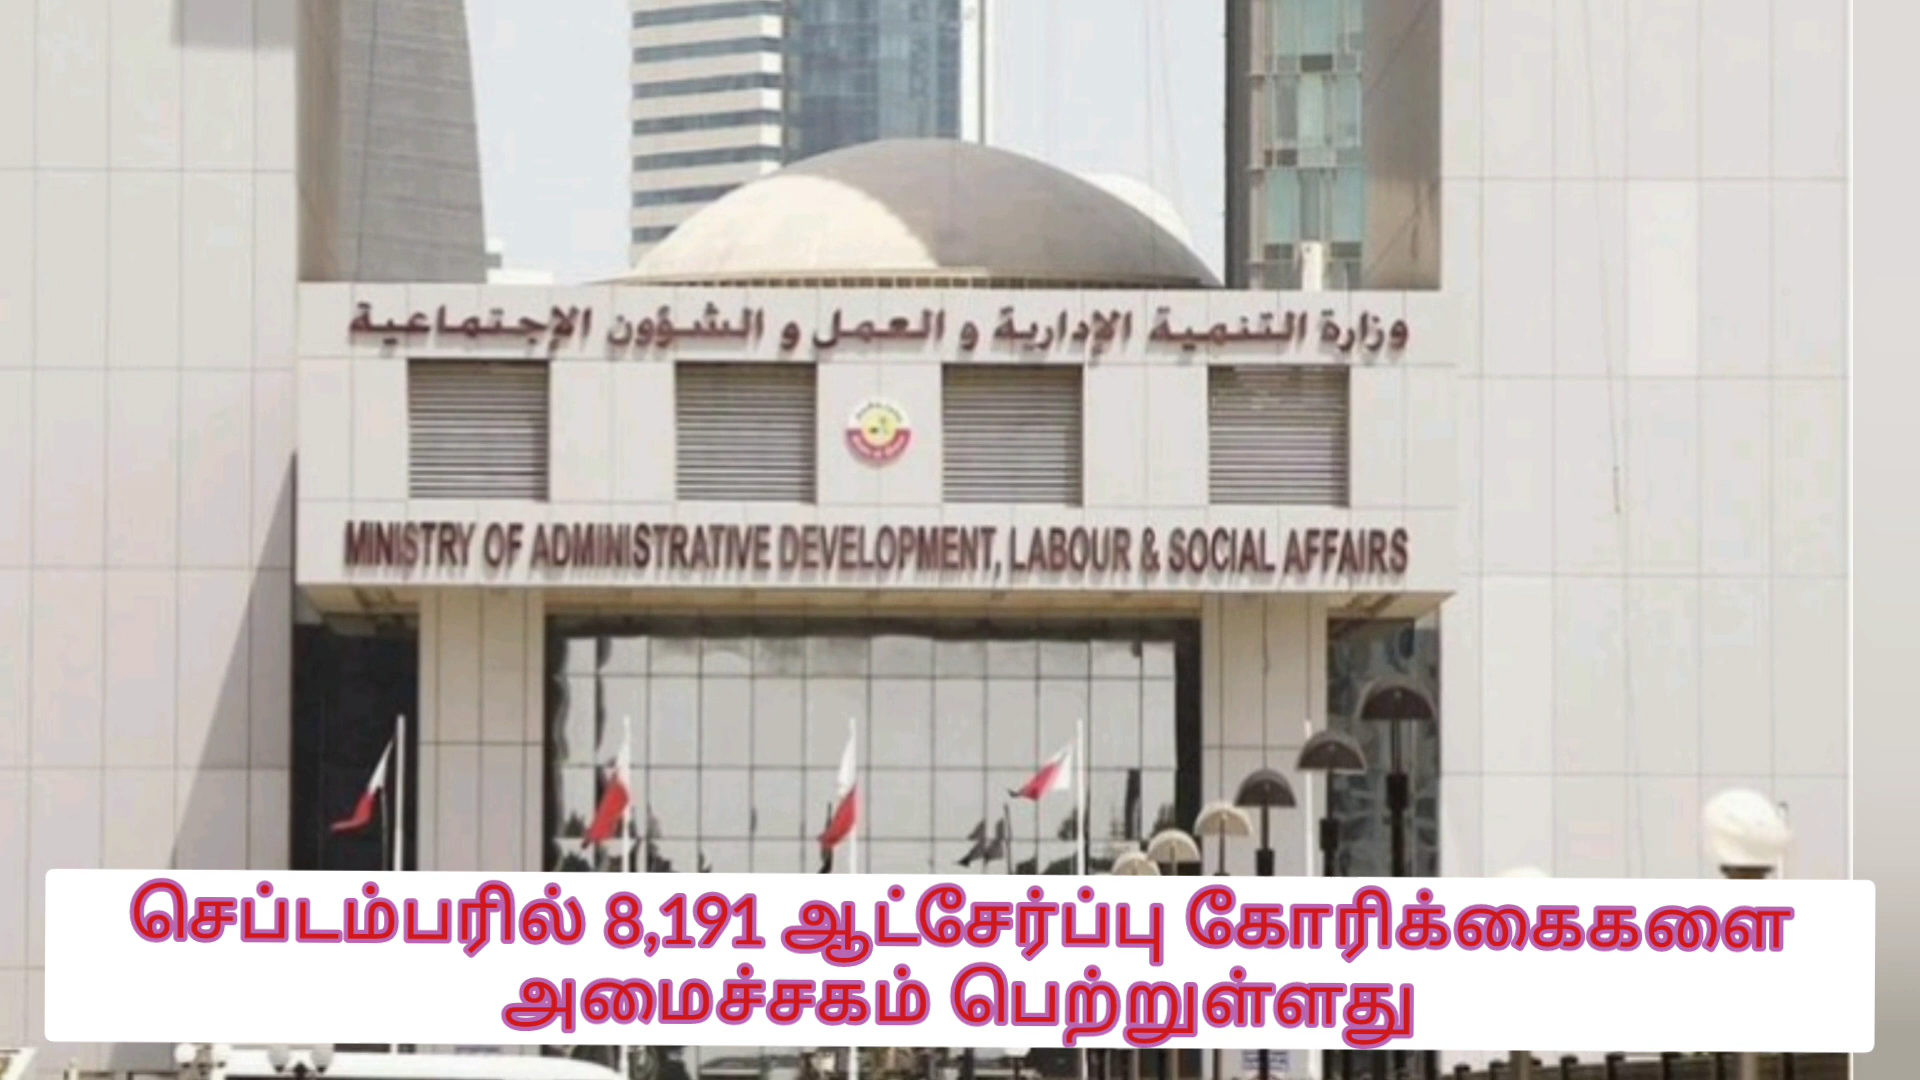 وزارة التنمية الإدارية و العمل و الشؤون الإجتماعية
MINISTRY OF ADMINISTRATIVE DEVELOPMENT, LABOUR & SOCIAL AFFAIRS
செப்டம்பரில் 8,191 ஆட்சேர்ப்பு கோரிக்கைகளை
அமைச்சகம் பெற்றுள்ளது